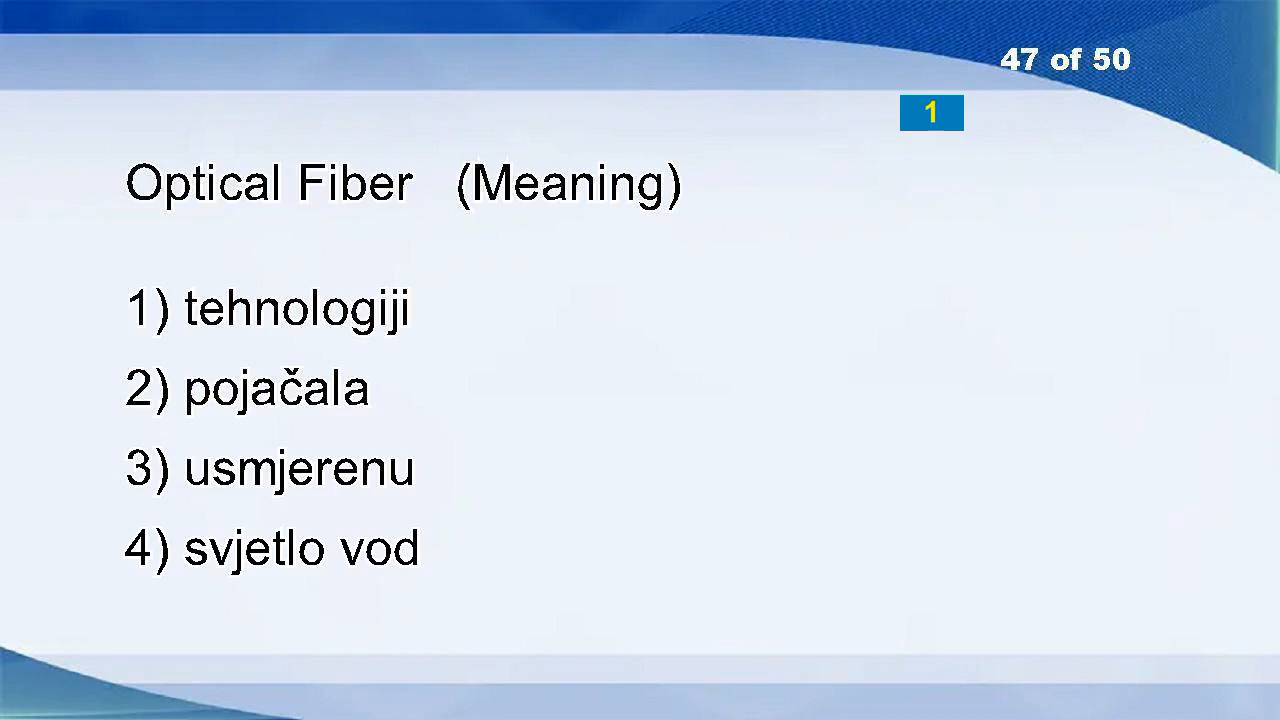 47 of 50
1
Optical Fiber (Meaning)
1) tehnologiji
2) pojačala
3) usmjerenu
4) svjetlo vod